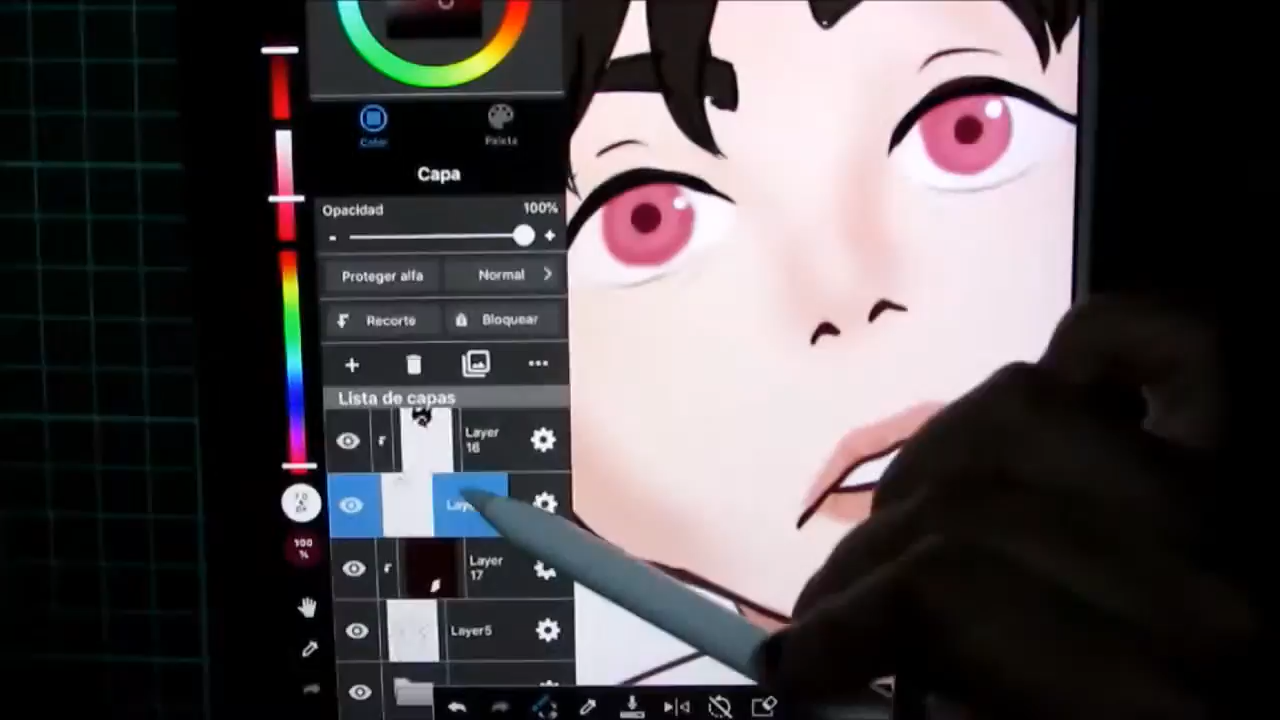 Color
Paleta
Capa
Opacidad 100%
- +
Proteger alfa Normal >
Recorte Bloquear
+ ...
Lista de capas
Layer
16
100
%
Layer
17
Layer5